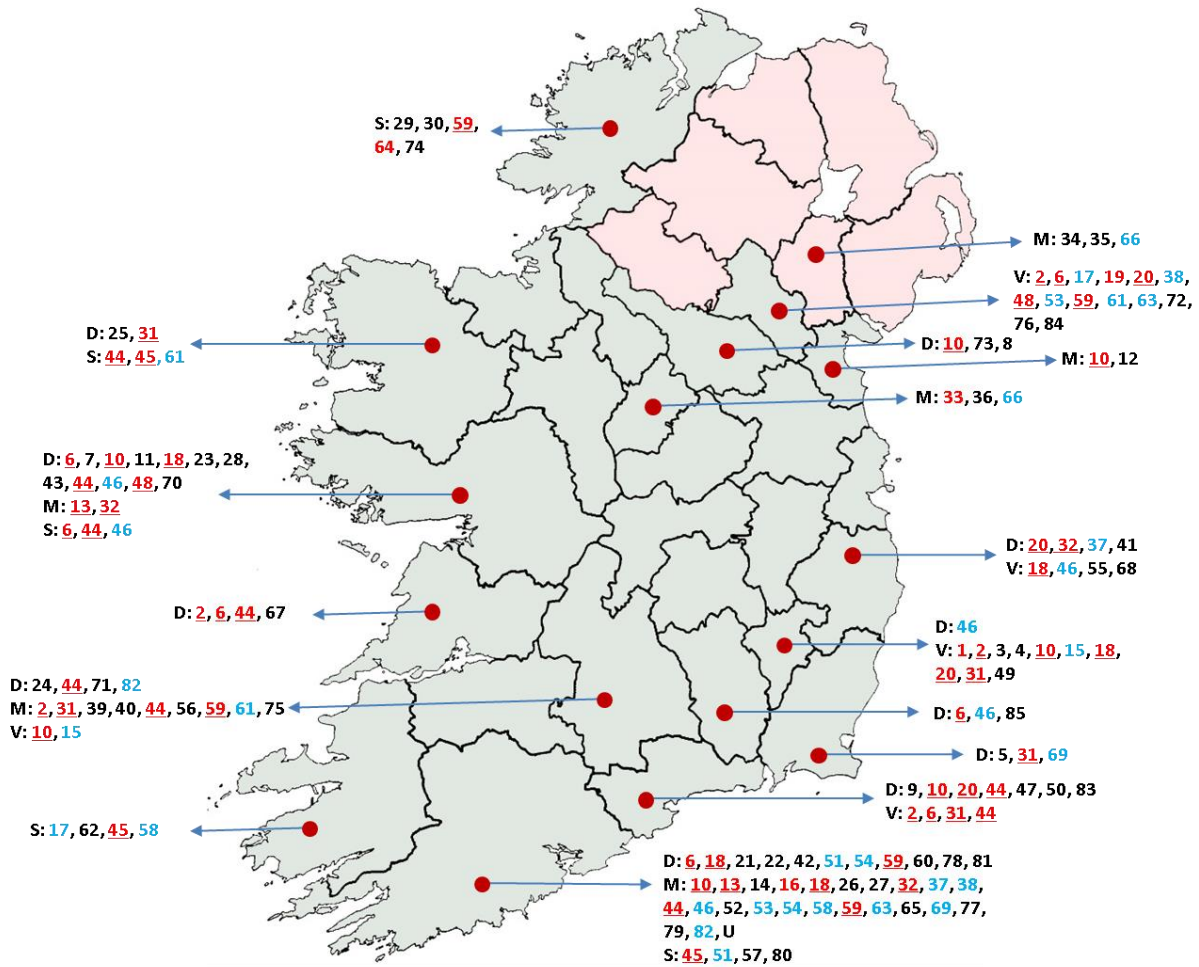 S: 29, 30, 59,
64, 74
M: 34, 35, 66
V: 2, 6, 17, 19, 20, 38,
48, 53, 59, 61, 63, 72,
76, 84
D: 25, 31
S: 44, 45, 61
D: 10, 73, 8
M: 10, 12
M: 33, 36, 66
D: 6, 7, 10, 11, 18, 23, 28,
43, 44, 46, 48, 70
M: 13, 32
S: 6, 44, 46
D: 20, 32, 37, 41
V: 18, 46, 55, 68
D: 2, 6, 44, 67
D: 46
V: 1, 2, 3, 4, 10, 15, 18,
20, 31, 49
D: 24, 44, 71, 82
M: 2, 31, 39, 40, 44, 56, 59, 61, 75
V: 10, 15
D: 6, 46, 85
D: 5, 31, 69
D: 9, 10, 20, 44, 47, 50, 83
V: 2, 6, 31, 44
S: 17, 62, 45, 58
D: 6, 18, 21, 22, 42, 51, 54, 59, 60, 78, 81
M: 10, 13, 14, 16, 18, 26, 27, 32, 37, 38,
44, 46, 52, 53, 54, 58, 59, 63, 65, 69, 77,
79, 82, U
S: 45, 51, 57, 80